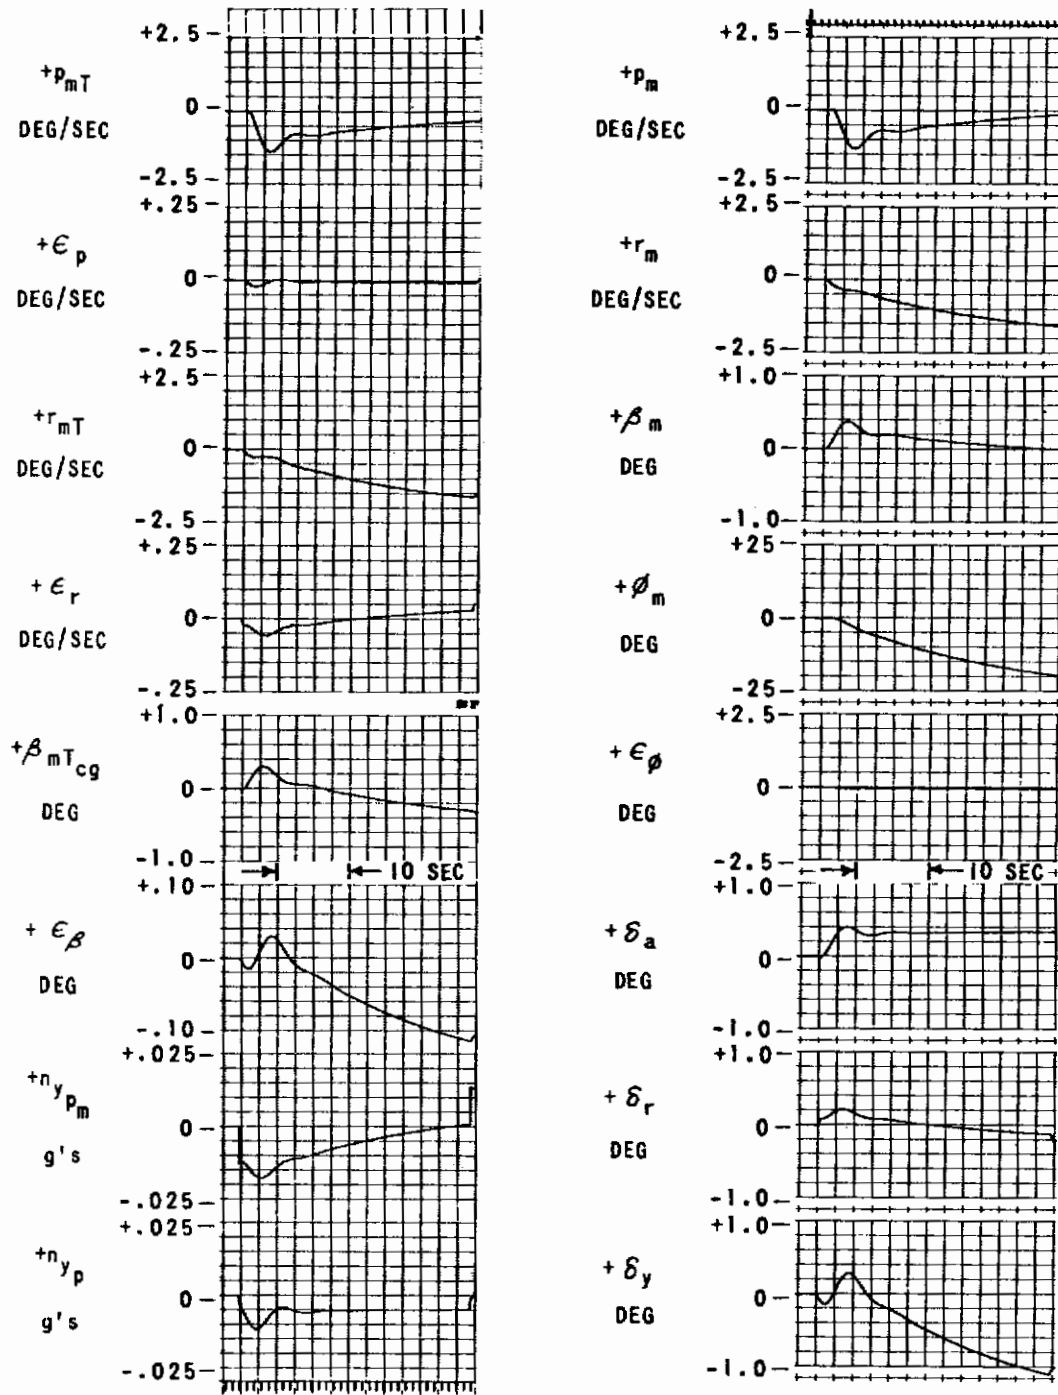 +2.5
+p_mT
0
DEG/SEC
-2.5
+.25
+ϵ_p
0
DEG/SEC
-.25
+2.5
+r_mT
0
DEG/SEC
-2.5
+.25
+ϵ_r
0
DEG/SEC
-.25
+1.0
+β_mT_cg
0
DEG
-1.0
10 SEC
+.10
+ϵ_β
0
DEG
-.10
+.025
+n_y_p_m
0
g's
-.025
+.025
+n_y_p
0
g's
-.025
+2.5
+p_m
0
DEG/SEC
-2.5
+2.5
+r_m
0
DEG/SEC
-2.5
+1.0
+β_m
0
DEG
-1.0
+25
+ø_m
0
DEG
-25
+2.5
+ϵ_ø
0
DEG
-2.5
10 SEC
+1.0
+δ_a
0
DEG
-1.0
+1.0
+δ_r
0
DEG
-1.0
+1.0
+δ_y
0
DEG
-1.0